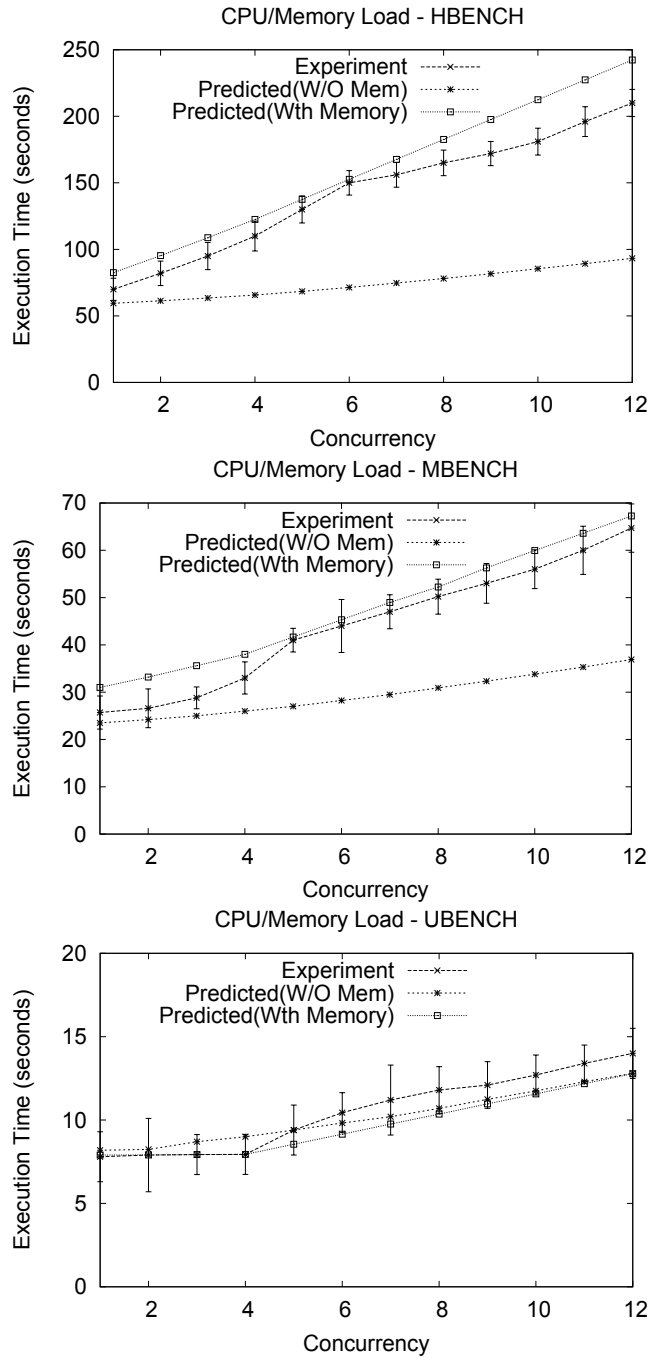 CPU/Memory Load - HBENCH
250
200
150
100
50
0
Execution Time (seconds)
Experiment
Predicted(W/O Mem)
Predicted(Wth Memory)
2 4 6 8 10 12
Concurrency
CPU/Memory Load - MBENCH
70
60
50
40
30
20
10
0
Execution Time (seconds)
Experiment
Predicted(W/O Mem)
Predicted(Wth Memory)
2 4 6 8 10 12
Concurrency
CPU/Memory Load - UBENCH
20
15
10
5
0
Execution Time (seconds)
Experiment
Predicted(W/O Mem)
Predicted(Wth Memory)
2 4 6 8 10 12
Concurrency